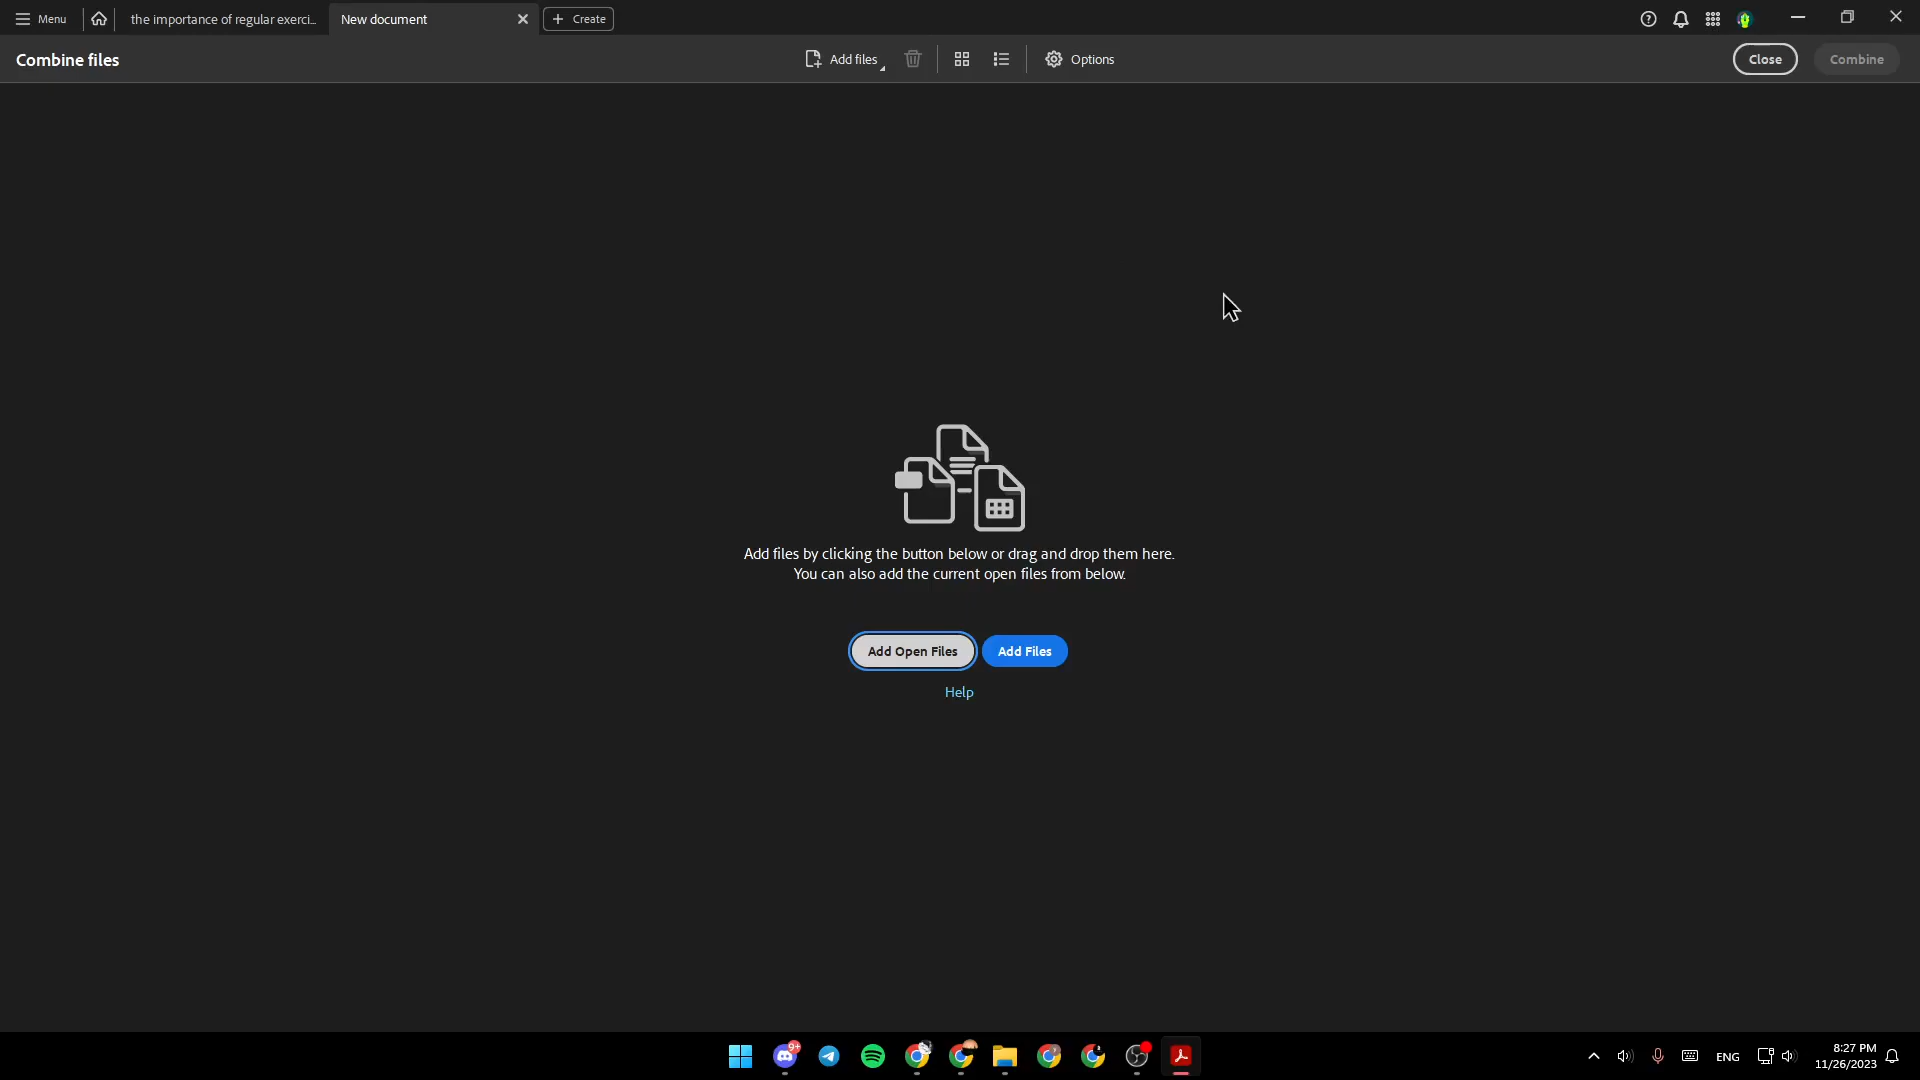 Menu
the importance of regular exerci...
New document
Create
Combine files
Add files
Options
Close
Combine
Add files by clicking the button below or drag and drop them here.
You can also add the current open files from below.
Add Open Files
Add Files
Help
9+
ENG
8:27 PM
11/26/2023